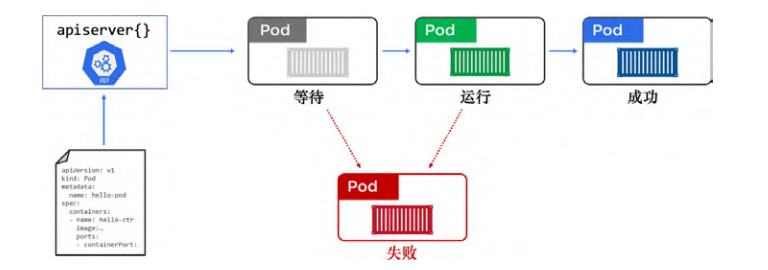 apiserver{}
api
Pod
等待
Pod
运行
Pod
成功
Pod
失败
apiVersion: v1
kind: Pod
metadata:
name: hello-pod
spec:
containers:
- name: hello-ctr
image:…
ports:
- containerPort: